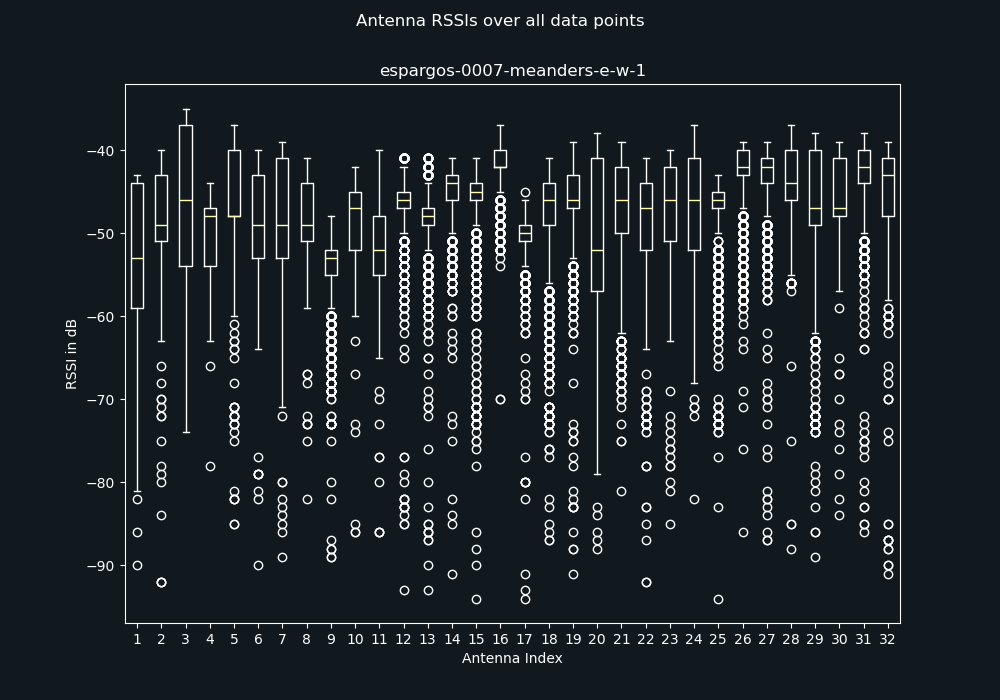 Antenna RSSIs over all data points
espargos-0007-meanders-e-w-1
RSSI in dB
−40
−50
−60
−70
−80
−90
1 2 3 4 5 6 7 8 9 10 11 12 13 14 15 16 17 18 19 20 21 22 23 24 25 26 27 28 29 30 31 32
Antenna Index